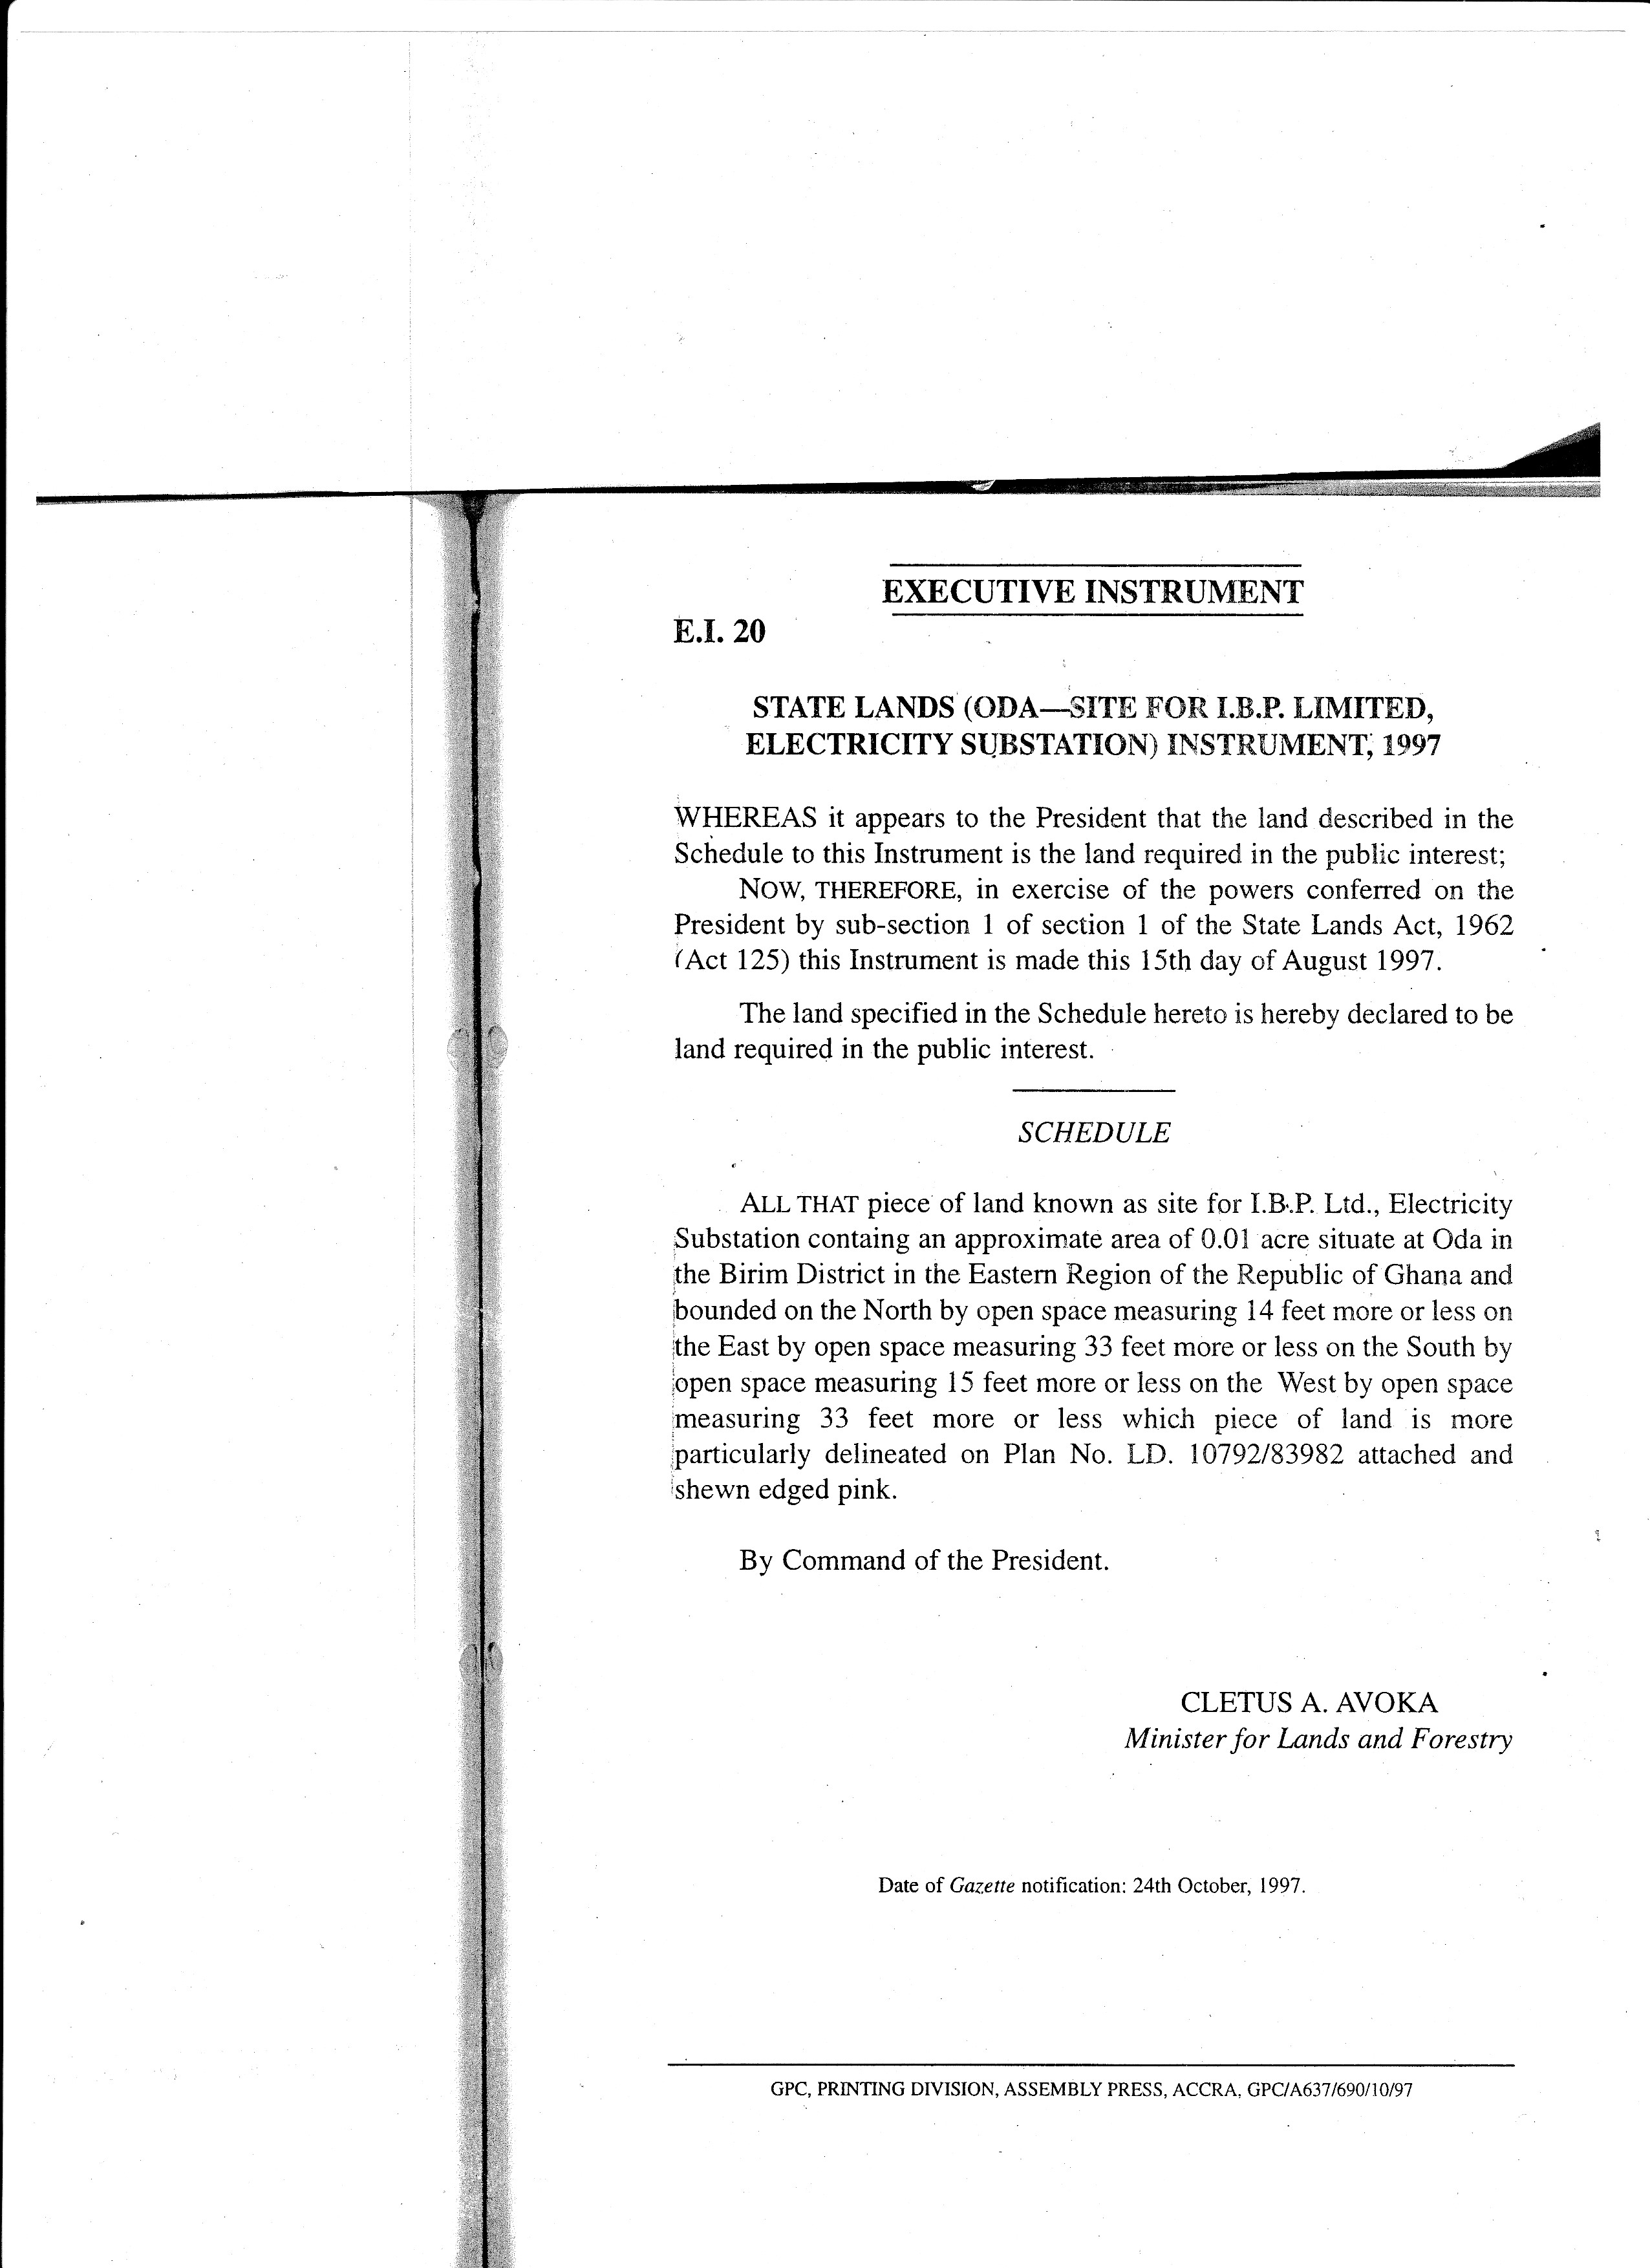 EXECUTIVE INSTRUMENT
E.I. 20
STATE LANDS (ODA—SITE FOR I.B.P. LIMITED,
ELECTRICITY SUBSTATION) INSTRUMENT, 1997
WHEREAS it appears to the President that the land described in the
Schedule to this Instrument is the land required in the public interest;
NOW, THEREFORE, in exercise of the powers conferred on the
President by sub-section 1 of section 1 of the State Lands Act, 1962
(Act 125) this Instrument is made this 15th day of August 1997.
The land specified in the Schedule hereto is hereby declared to be
land required in the public interest.
SCHEDULE
ALL THAT piece of land known as site for I.B.P. Ltd., Electricity
Substation containg an approximate area of 0.01 acre situate at Oda in
the Birim District in the Eastern Region of the Republic of Ghana and
bounded on the North by open space measuring 14 feet more or less on
the East by open space measuring 33 feet more or less on the South by
open space measuring 15 feet more or less on the West by open space
measuring 33 feet more or less which piece of land is more
particularly delineated on Plan No. LD. 10792/83982 attached and
shewn edged pink.
By Command of the President.
CLETUS A. AVOKA
Minister for Lands and Forestry
Date of Gazette notification: 24th October, 1997.
GPC, PRINTING DIVISION, ASSEMBLY PRESS, ACCRA, GPC/A637/690/10/97